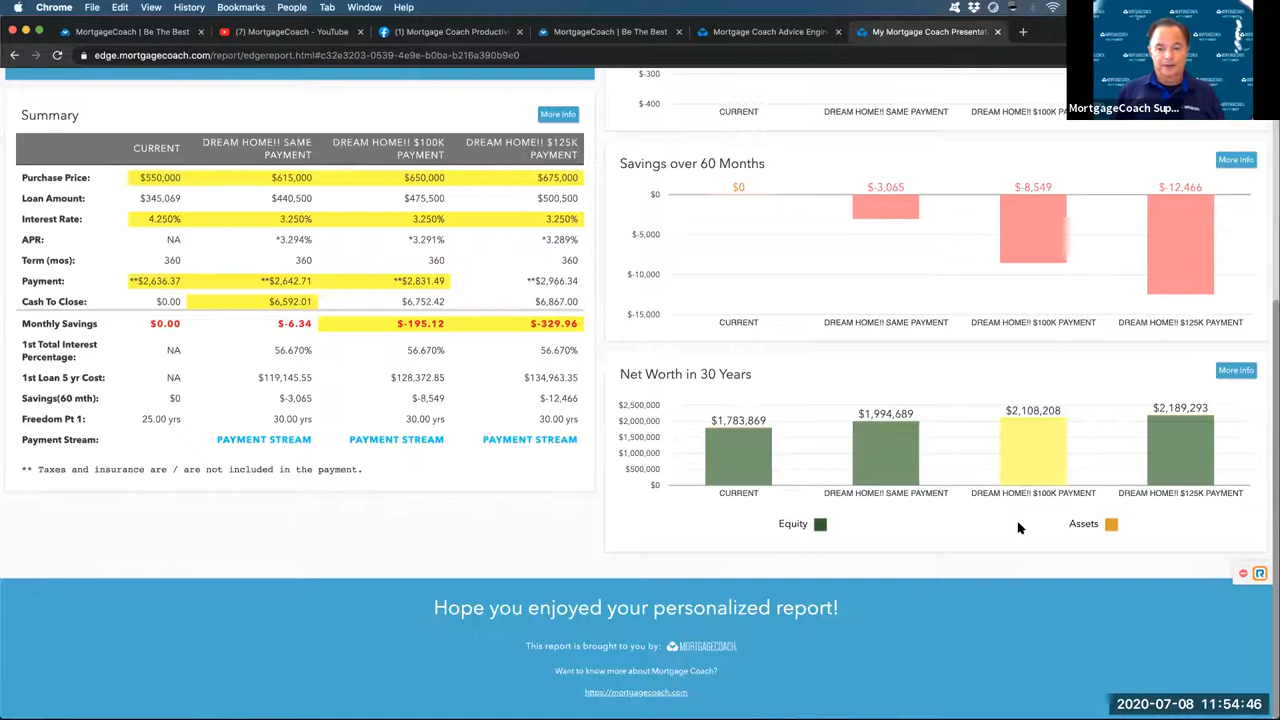 Chrome File Edit View History Bookmarks People Tab Window Help
MortgageCoach | Be The Best
(7) MortgageCoach - YouTube
(1) Mortgage Coach Productiv
MortgageCoach | Be The Best
MortgageCoach Advice Engin
My Mortgage Coach Presentat
edge.mortgagecoach.com/report/edgereport.html#c32e3203-0539-4e9e-b0ba-b216a390b9ed
MortgageCoach Sup...
Summary
More Info
CURRENT
DREAM HOME!! SAME PAYMENT
DREAM HOME!! $100K PAYMENT
DREAM HOME!! $125K PAYMENT
Purchase Price: $550,000 $615,000 $650,000 $675,000
Loan Amount: $345,069 $440,500 $475,500 $500,500
Interest Rate: 4.250% 3.250% 3.250% 3.250%
APR: NA *3.294% *3.291% *3.289%
Term (mos): 360 360 360 360
Payment: **$2,636.37 **$2,642.71 **$2,831.49 **$2,966.34
Cash To Close: $0.00 $6,592.01 $6,752.42 $6,867.00
Monthly Savings $0.00 $-6.34 $-195.12 $-329.96
1st Total Interest
Percentage: NA 56.670% 56.670% 56.670%
1st Loan 5 yr Cost: NA $119,145.55 $128,372.85 $134,963.35
Savings(60 mth): $0 $-3,065 $-8,549 $-12,466
Freedom Pt 1: 25.00 yrs 30.00 yrs 30.00 yrs 30.00 yrs
Payment Stream: PAYMENT STREAM PAYMENT STREAM PAYMENT STREAM
** Taxes and insurance are / are not included in the payment.
$-300
$-400
CURRENT DREAM HOME!! SAME PAYMENT DREAM HOME!! $100K
Savings over 60 Months
More Info
$0 $-3,065 $-8,549 $-12,466
$0
$-5,000
$-10,000
$-15,000
CURRENT DREAM HOME!! SAME PAYMENT DREAM HOME!! $100K PAYMENT DREAM HOME!! $125K PAYMENT
Net Worth in 30 Years
More Info
$2,500,000
$2,000,000
$1,500,000
$1,000,000
$500,000
$0
$1,783,869 $1,994,689 $2,108,208 $2,189,293
CURRENT DREAM HOME!! SAME PAYMENT DREAM HOME!! $100K PAYMENT DREAM HOME!! $125K PAYMENT
Equity Assets
Hope you enjoyed your personalized report!
This report is brought to you by: MORTGAGECOACH.
Want to know more about Mortgage Coach?
https://mortgagecoach.com
2020-07-08 11:54:46